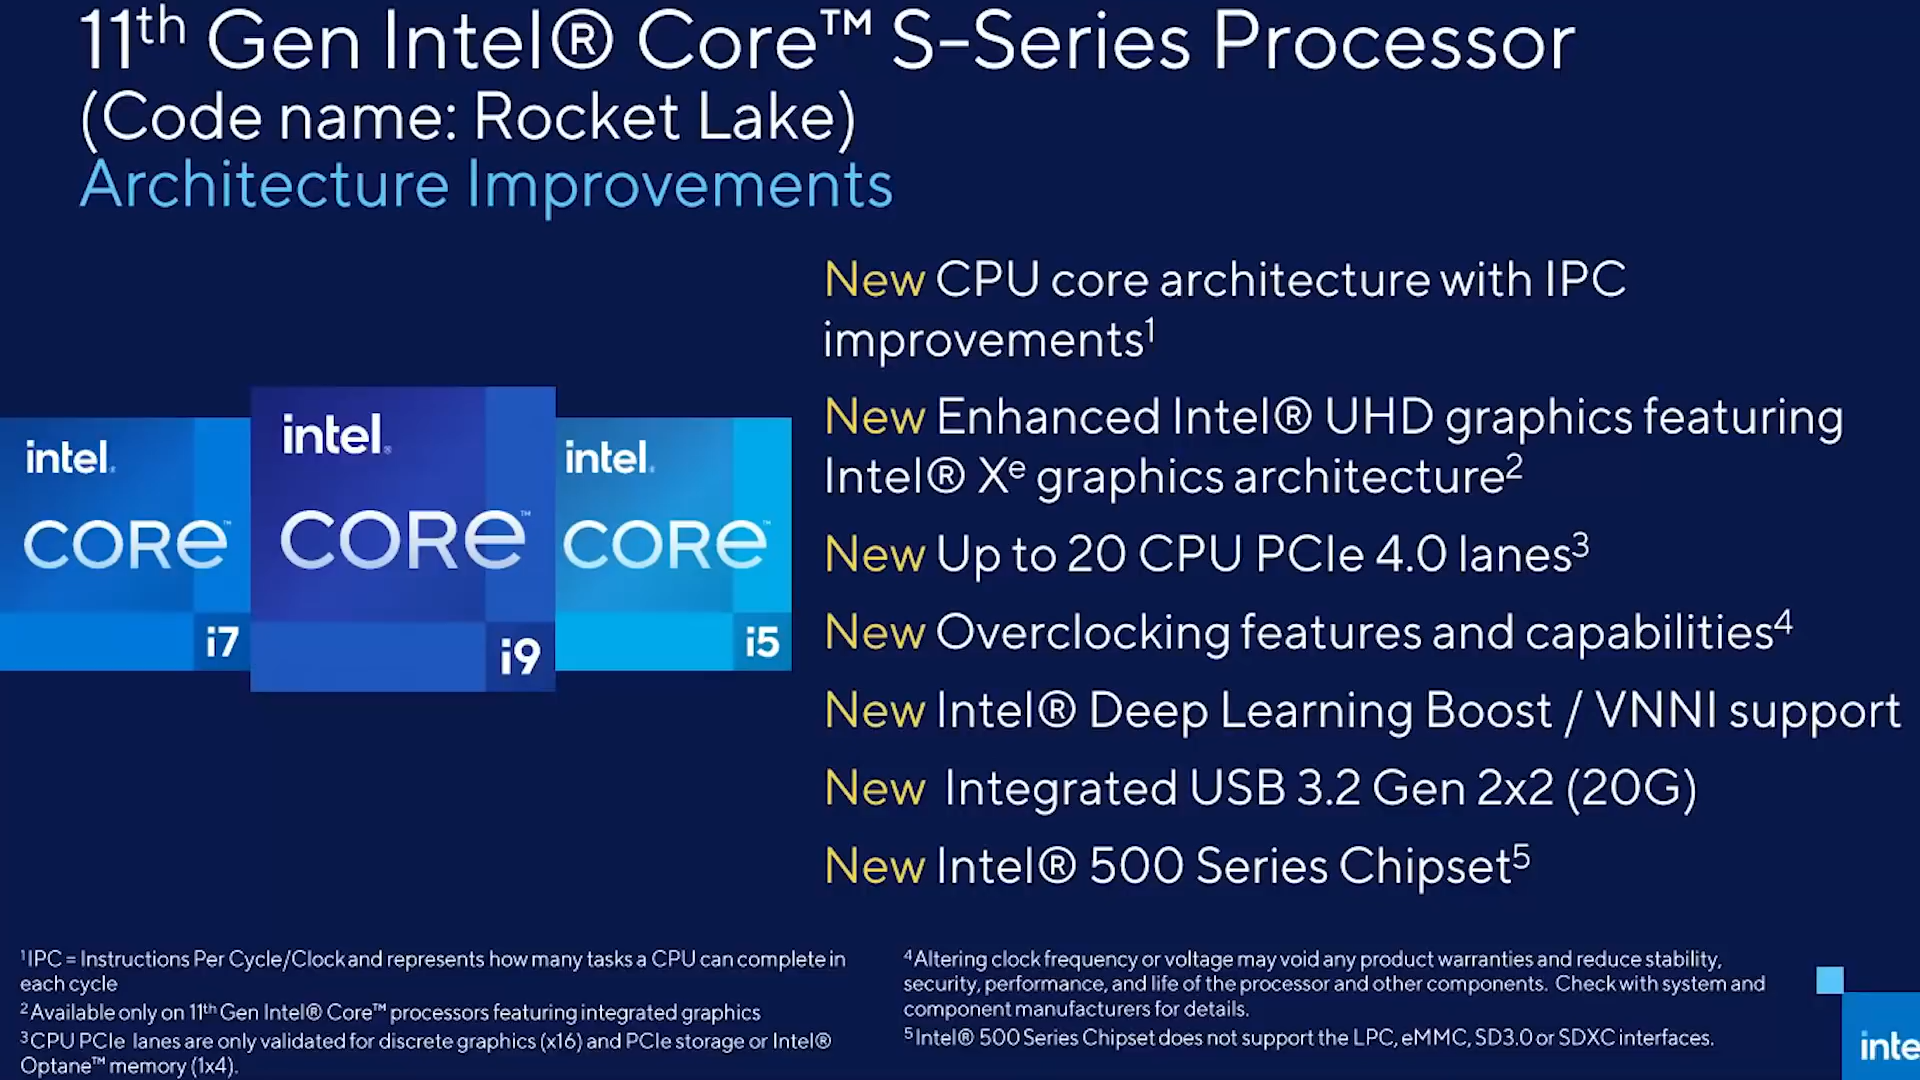 11th Gen Intel® Core™ S-Series Processor
(Code name: Rocket Lake)
Architecture Improvements
New CPU core architecture with IPC
improvements1
New Enhanced Intel® UHD graphics featuring
Intel® Xe graphics architecture2
New Up to 20 CPU PCIe 4.0 lanes3
New Overclocking features and capabilities4
New Intel® Deep Learning Boost / VNNI support
New Integrated USB 3.2 Gen 2x2 (20G)
New Intel® 500 Series Chipset5
intel.
CORE™
i7
intel.
CORE™
i9
intel.
CORE™
i5
1IPC = Instructions Per Cycle/Clock and represents how many tasks a CPU can complete in
each cycle
2Available only on 11th Gen Intel® Core™ processors featuring integrated graphics
3CPU PCIe lanes are only validated for discrete graphics (x16) and PCIe storage or Intel®
Optane™ memory (1x4).
4Altering clock frequency or voltage may void any product warranties and reduce stability,
security, performance, and life of the processor and other components. Check with system and
component manufacturers for details.
5Intel® 500 Series Chipset does not support the LPC, eMMC, SD3.0 or SDXC interfaces.
inte